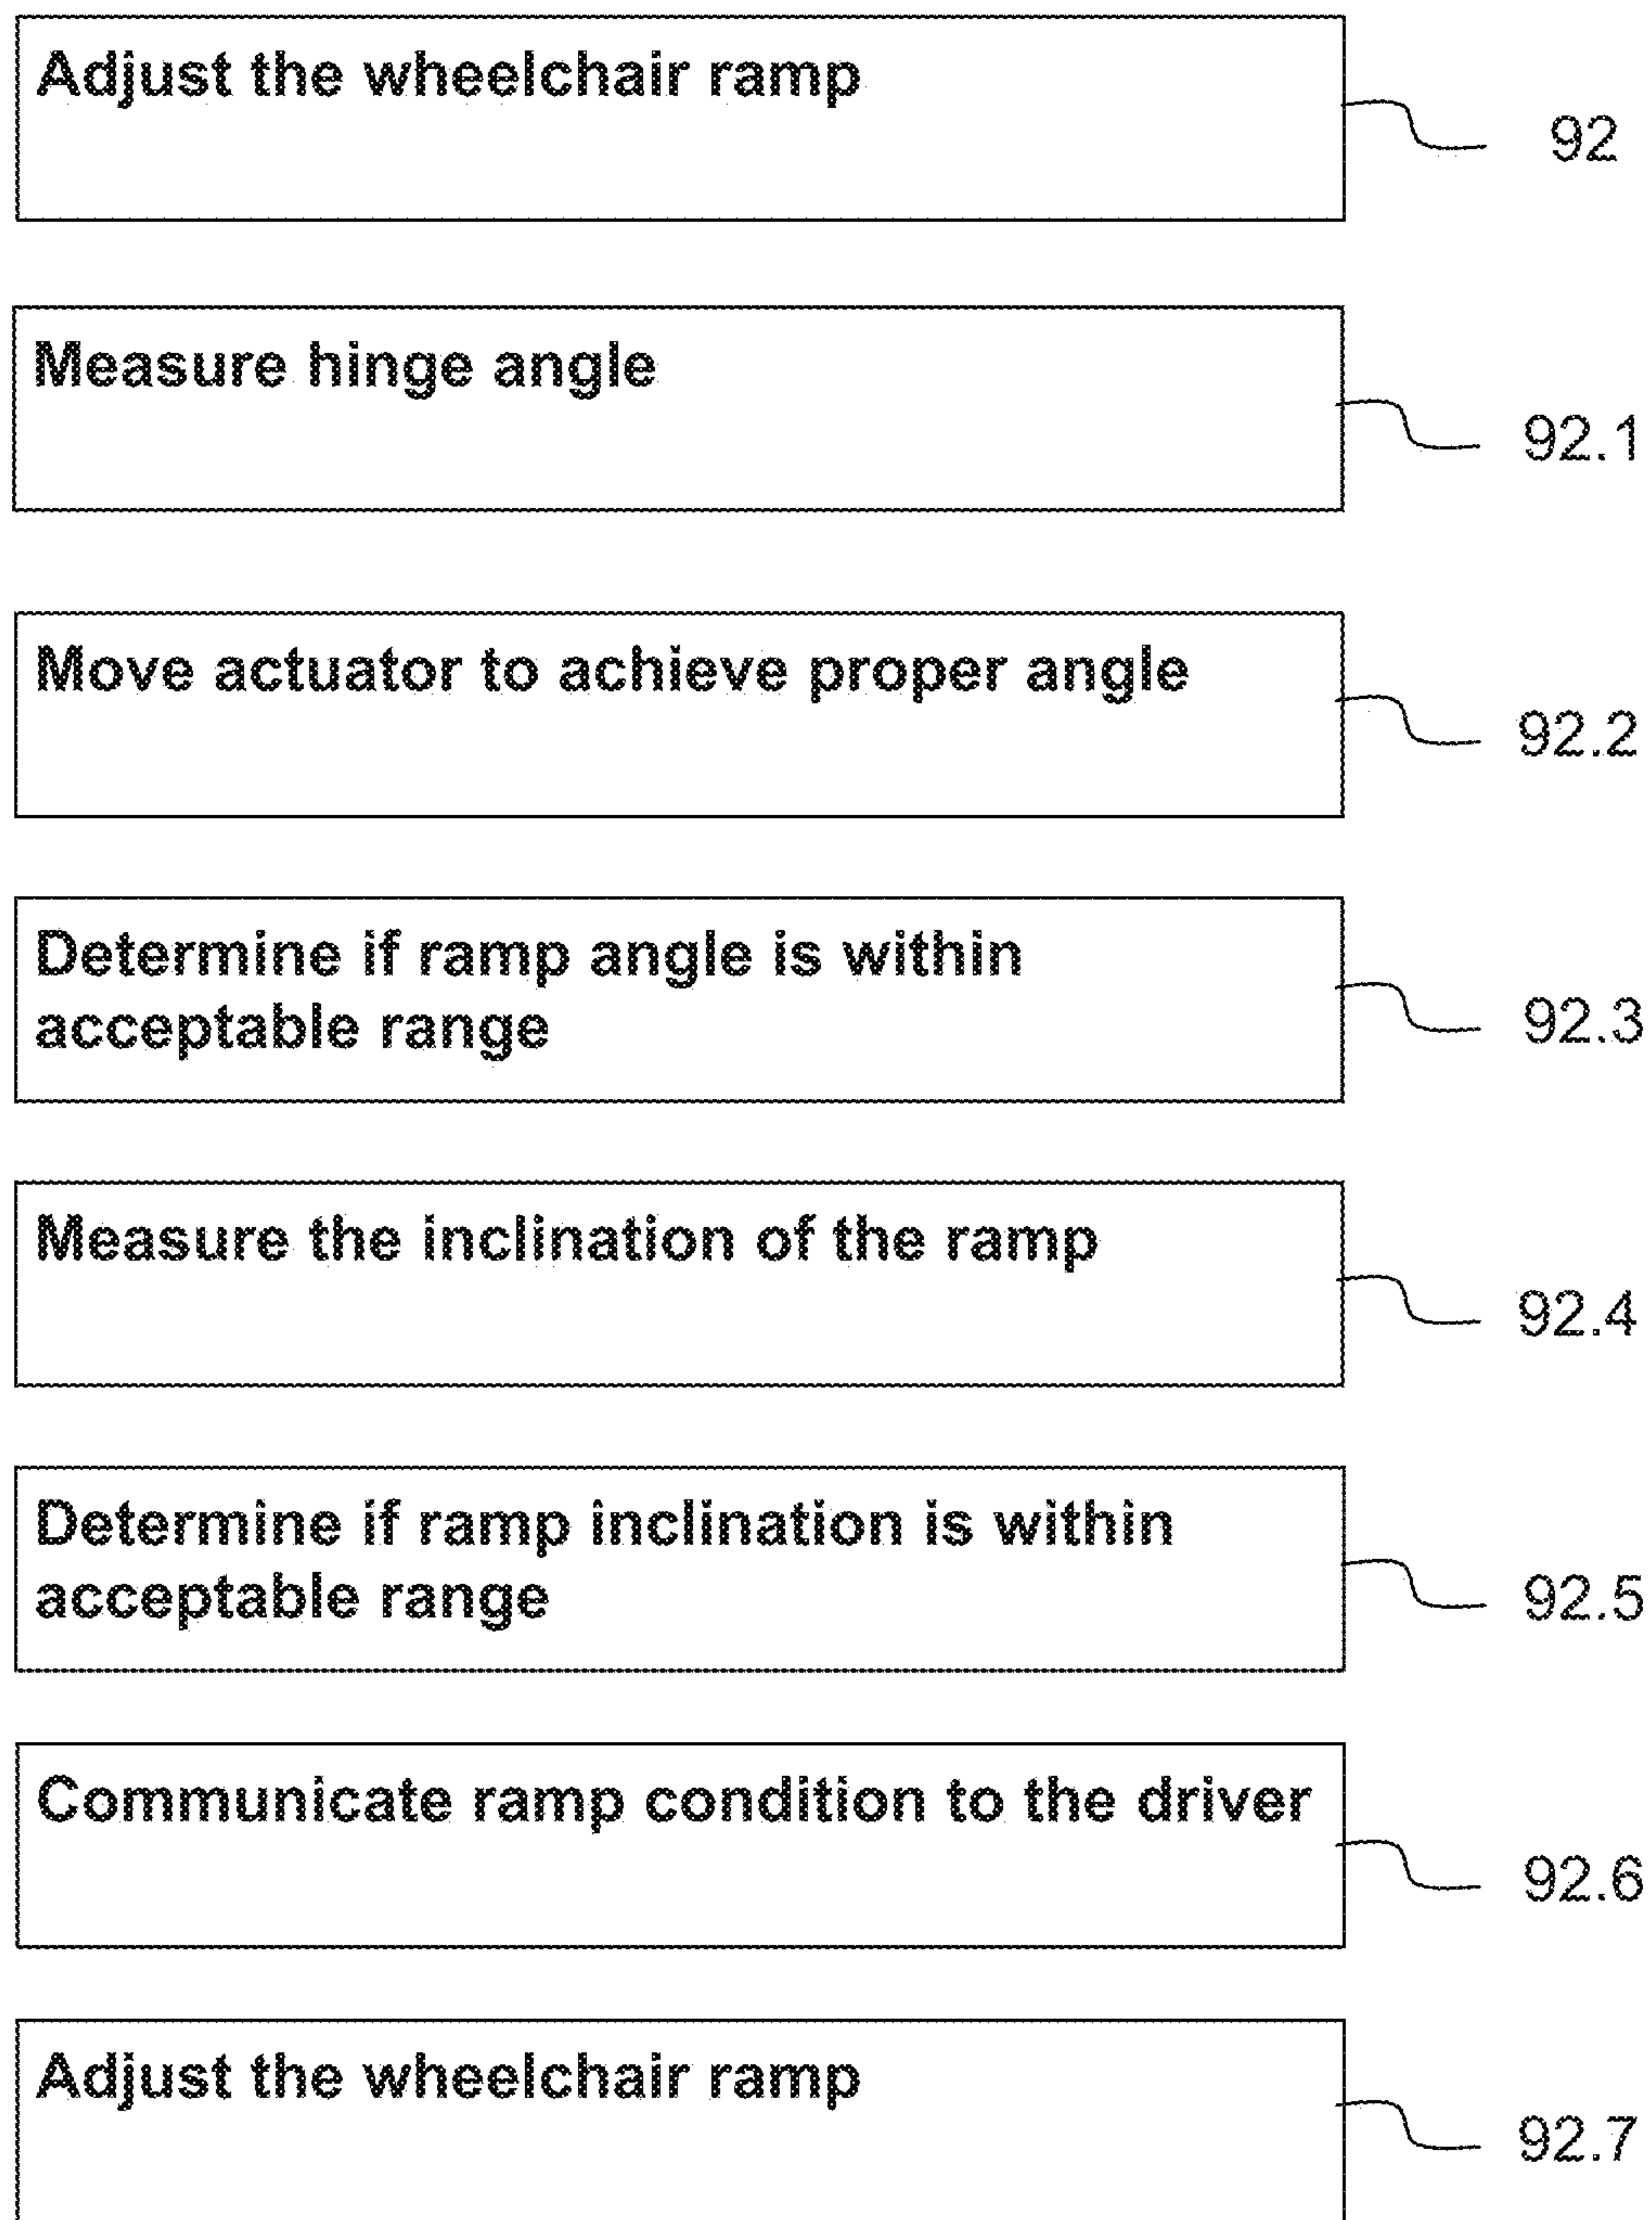 Adjust the wheelchair ramp
92
Measure hinge angle
92.1
Move actuator to achieve proper angle
92.2
Determine if ramp angle is within
acceptable range
92.3
Measure the inclination of the ramp
92.4
Determine if ramp inclination is within
acceptable range
92.5
Communicate ramp condition to the driver
92.6
Adjust the wheelchair ramp
92.7